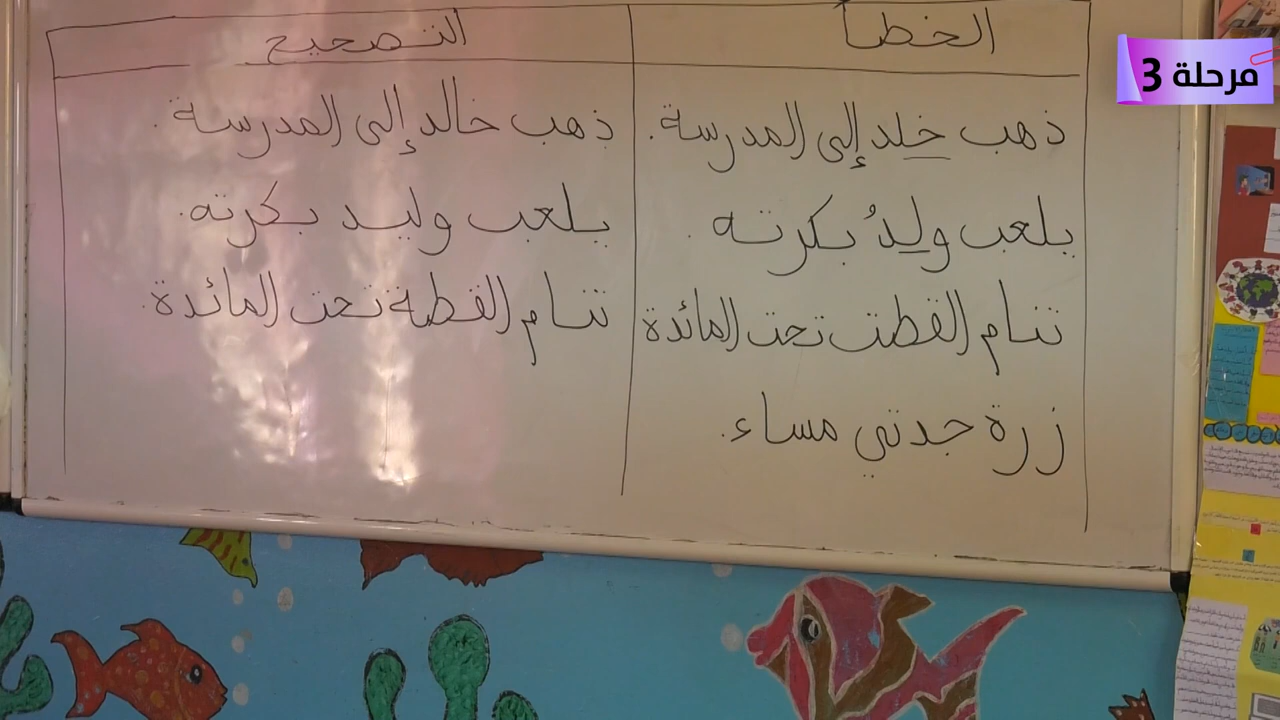 الخطأ
التصحيح
ذهب خلد إلى المدرسة.
ذهب خالد إلى المدرسة.
يلعب ولِدُ بكرته.
يلعب وليد بكرته.
تنام القطت تحت المائدة
تنام القطة تحت المائدة.
زرة جدتي مساء.
مرحلة 3